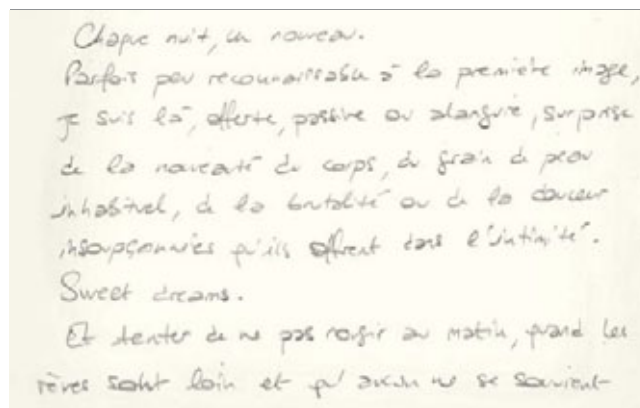 Chaque nuit, un nouveau.
Parfois peu reconnaissable à la première image,
je suis là, offerte, passive ou alanguie, surprise
de la nouveauté du corps, du grain de peau
inhabituel, de la brutalité ou de la douceur
insoupçonnées qu'ils offrent dans l'intimité.
Sweet dreams.
Et tenter de ne pas rougir au matin, quand les
rêves sont loin et qu'aucun ne se souvient